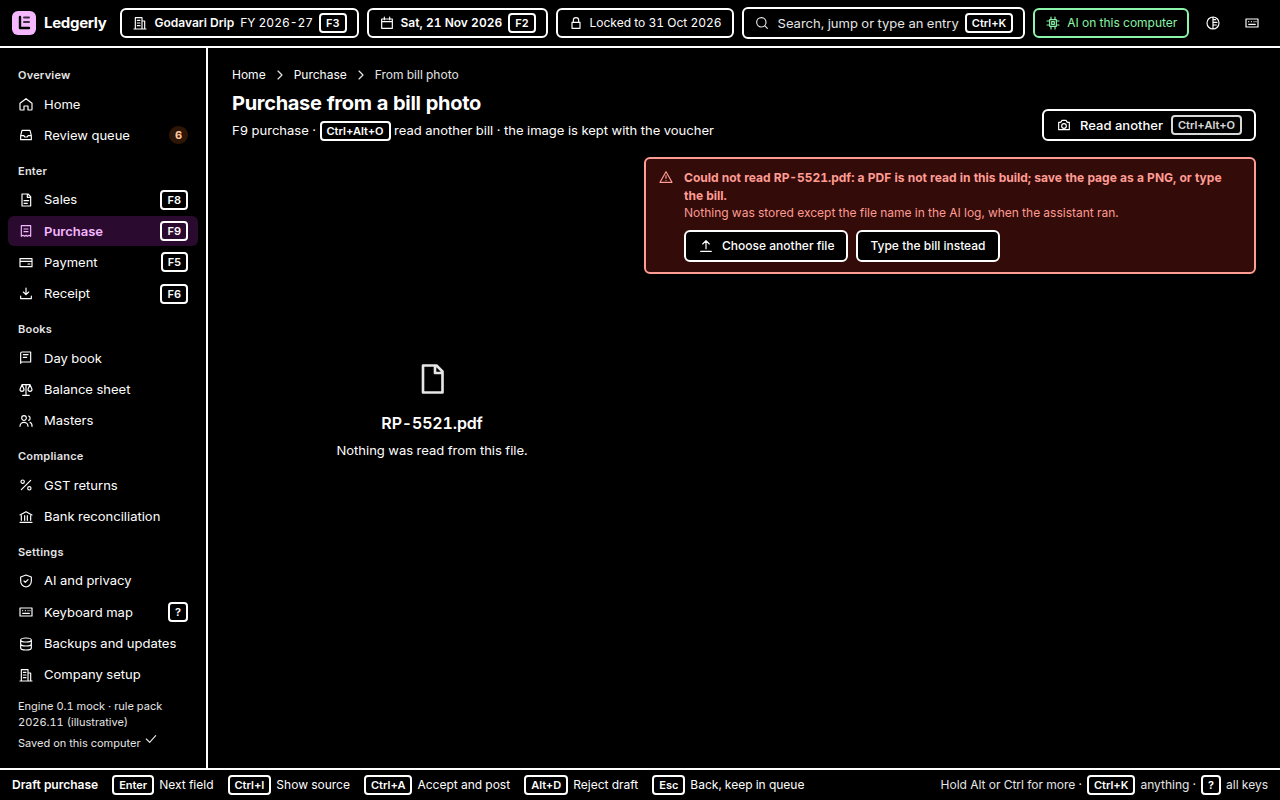 Ledgerly
Godavari Drip FY 2026-27 F3
Sat, 21 Nov 2026 F2
Locked to 31 Oct 2026
Search, jump or type an entry Ctrl+K
AI on this computer
Overview
Home
Review queue 6
Enter
Sales F8
Purchase F9
Payment F5
Receipt F6
Books
Day book
Balance sheet
Masters
Compliance
GST returns
Bank reconciliation
Settings
AI and privacy
Keyboard map ?
Backups and updates
Company setup
Engine 0.1 mock · rule pack
2026.11 (illustrative)
Saved on this computer
Home > Purchase > From bill photo
Purchase from a bill photo
F9 purchase · Ctrl+Alt+O read another bill · the image is kept with the voucher
Read another Ctrl+Alt+O
Could not read RP-5521.pdf: a PDF is not read in this build; save the page as a PNG, or type
the bill.
Nothing was stored except the file name in the AI log, when the assistant ran.
Choose another file
Type the bill instead
RP-5521.pdf
Nothing was read from this file.
Draft purchase Enter Next field Ctrl+I Show source Ctrl+A Accept and post Alt+D Reject draft Esc Back, keep in queue
Hold Alt or Ctrl for more · Ctrl+K anything · ? all keys